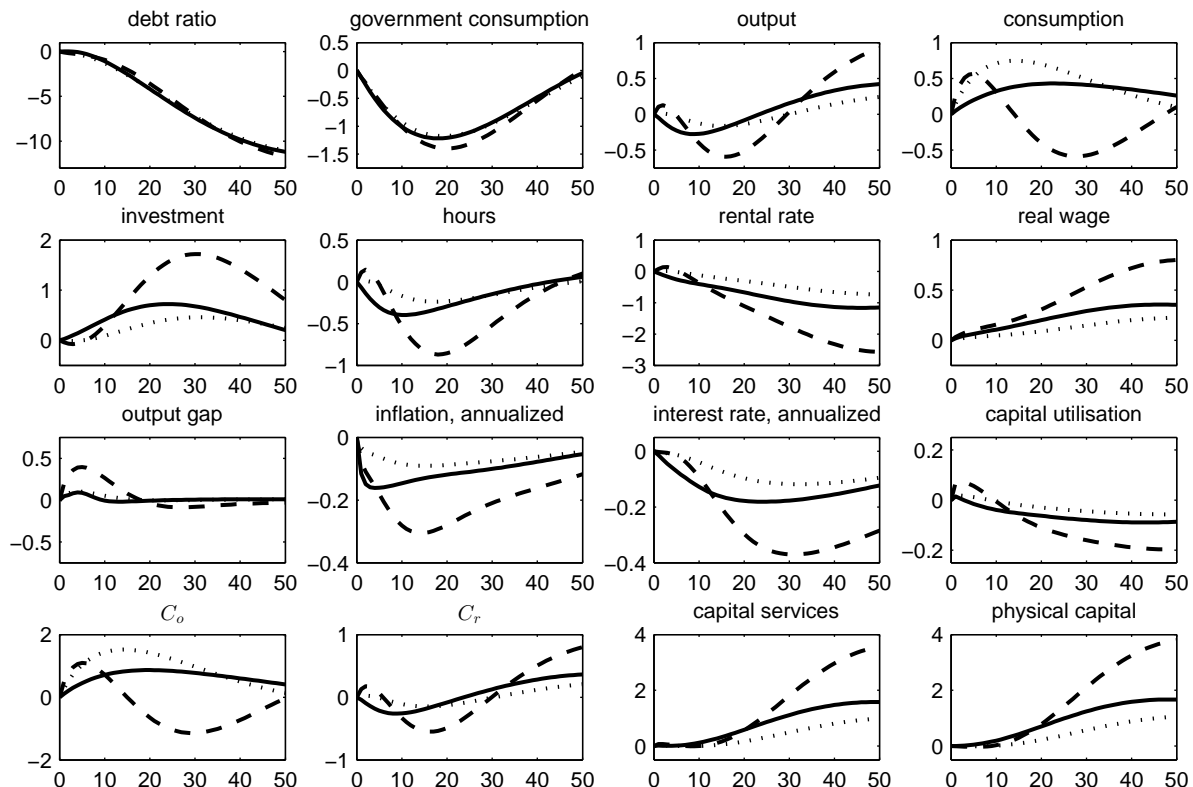 debt ratio government consumption output consumption
0 0.5 1 1
−5 0 0.5 0.5
−10 −0.5 0 0
−1 −0.5 −0.5
−1.5
0 10 20 30 40 50 0 10 20 30 40 50 0 10 20 30 40 50 0 10 20 30 40 50
investment hours rental rate real wage
2 0.5 1 1
1 0 0 0.5
0 −0.5 −1 0
−1 −2
−3
0 10 20 30 40 50 0 10 20 30 40 50 0 10 20 30 40 50 0 10 20 30 40 50
output gap inflation, annualized interest rate, annualized capital utilisation
0.5 0 0 0.2
0 −0.2 −0.2 0
−0.5 −0.4 −0.4 −0.2
0 10 20 30 40 50 0 10 20 30 40 50 0 10 20 30 40 50 0 10 20 30 40 50
C_o C_r capital services physical capital
2 1 4 4
0 0 2 2
−2 −1 0 0
0 10 20 30 40 50 0 10 20 30 40 50 0 10 20 30 40 50 0 10 20 30 40 50